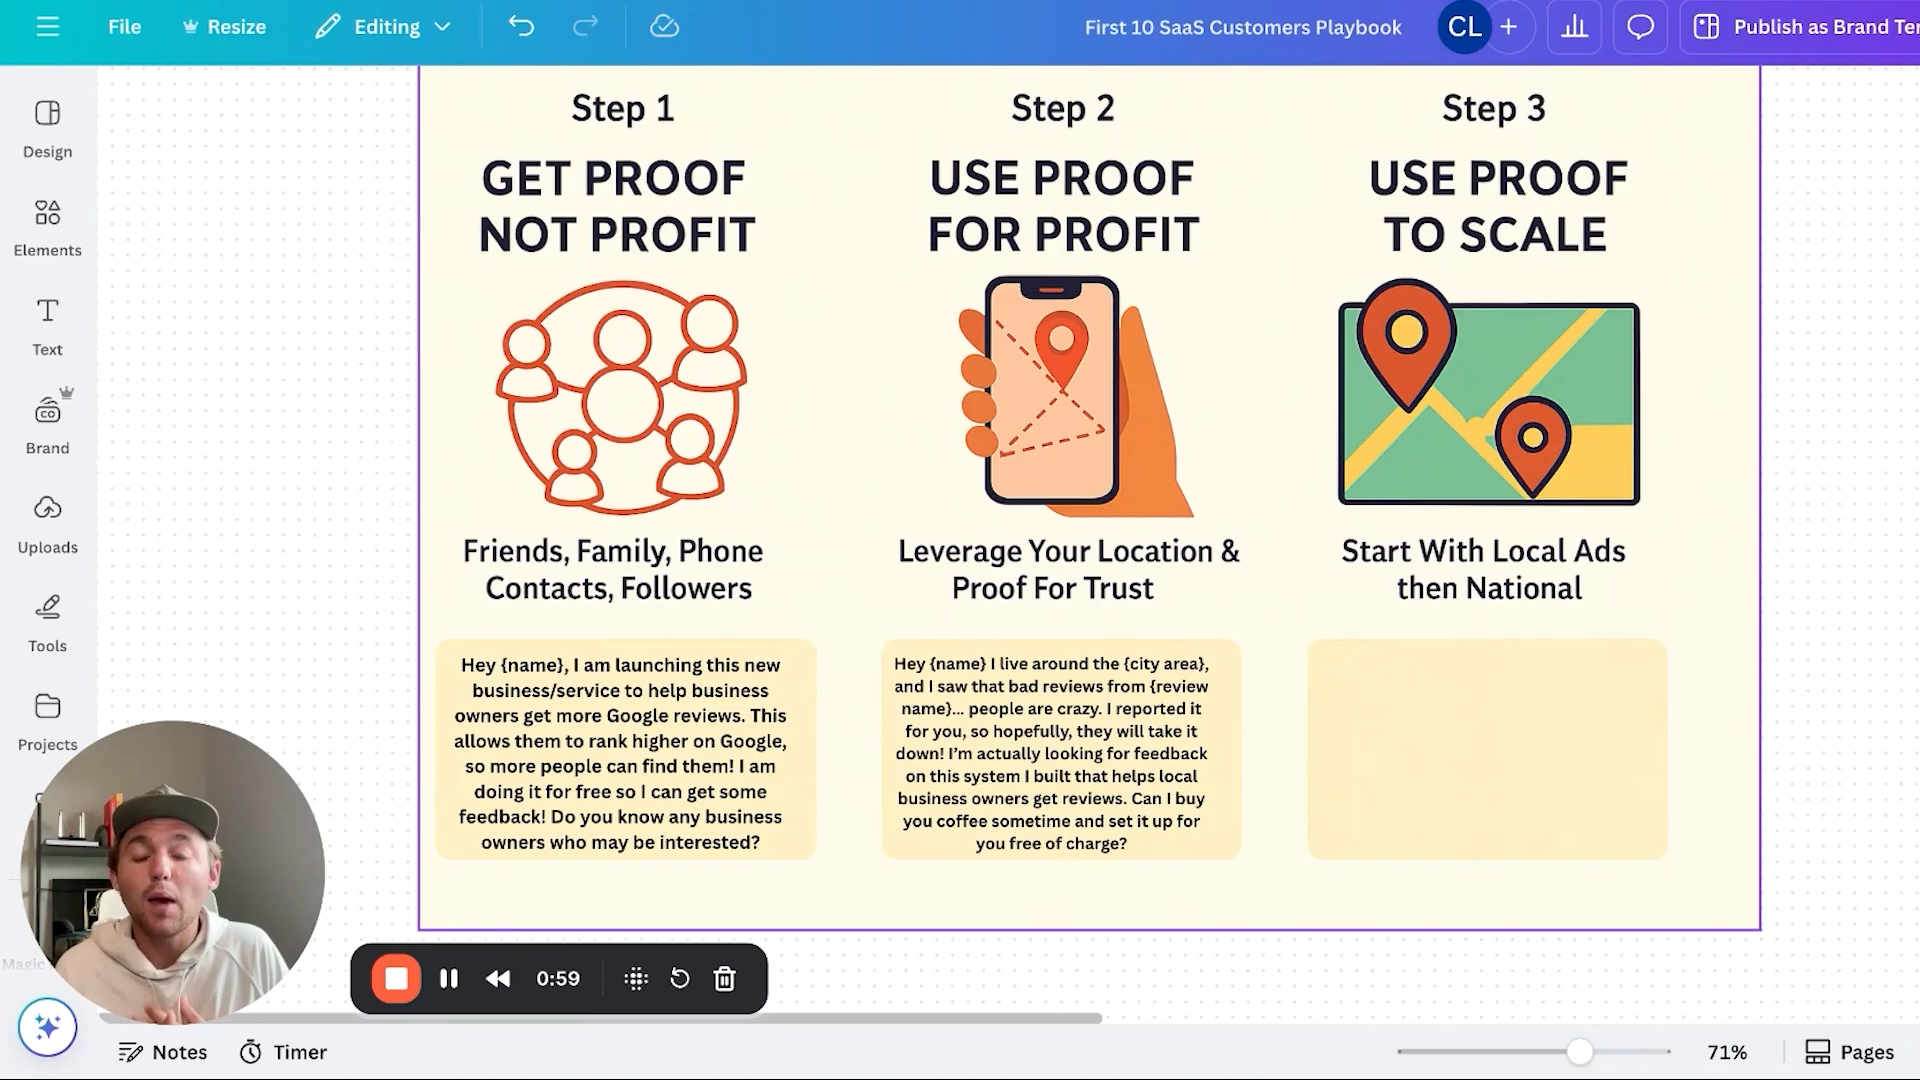 File
Resize
Editing
First 10 SaaS Customers Playbook
CL
Publish as Brand Ter
Design
Elements
Text
Brand
Uploads
Tools
Projects
Magic
Step 1
GET PROOF
NOT PROFIT
Friends, Family, Phone
Contacts, Followers
Hey {name}, I am launching this new
business/service to help business
owners get more Google reviews. This
allows them to rank higher on Google,
so more people can find them! I am
doing it for free so I can get some
feedback! Do you know any business
owners who may be interested?
Step 2
USE PROOF
FOR PROFIT
Leverage Your Location &
Proof For Trust
Hey {name} I live around the {city area},
and I saw that bad reviews from {review
name}... people are crazy. I reported it
for you, so hopefully, they will take it
down! I'm actually looking for feedback
on this system I built that helps local
business owners get reviews. Can I buy
you coffee sometime and set it up for
you free of charge?
Step 3
USE PROOF
TO SCALE
Start With Local Ads
then National
0:59
Notes
Timer
71%
Pages